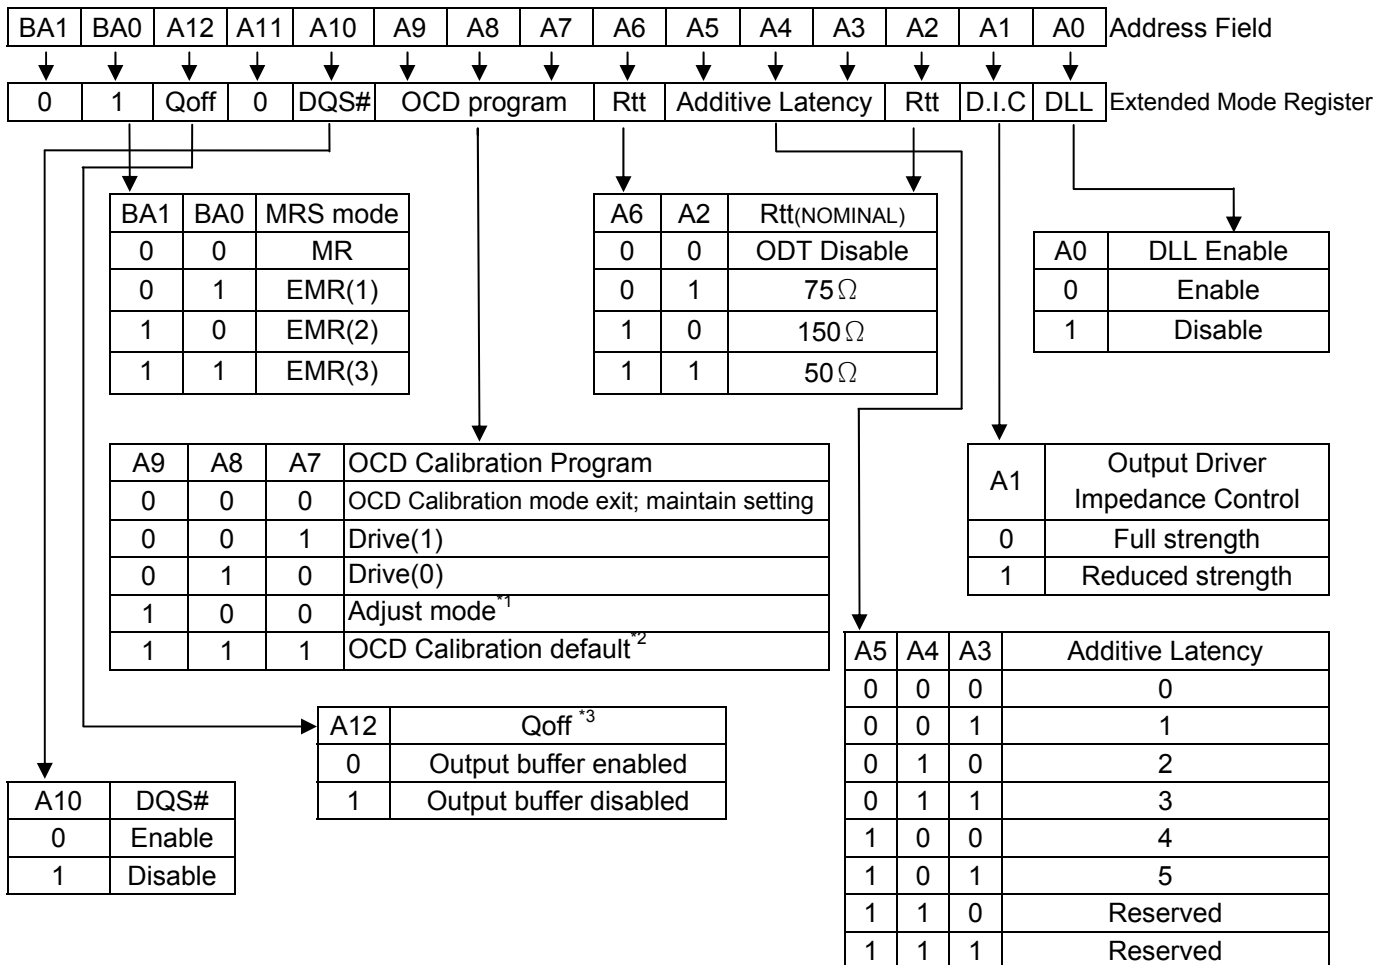 BA1 BA0 A12 A11 A10 A9 A8 A7 A6 A5 A4 A3 A2 A1 A0 Address Field
0 1 Qoff 0 DQS# OCD program Rtt Additive Latency Rtt D.I.C DLL Extended Mode Register
BA1 BA0 MRS mode
0 0 MR
0 1 EMR(1)
1 0 EMR(2)
1 1 EMR(3)
A6 A2 Rtt(NOMINAL)
0 0 ODT Disable
0 1 75Ω
1 0 150Ω
1 1 50Ω
A0 DLL Enable
0 Enable
1 Disable
A9 A8 A7 OCD Calibration Program
0 0 0 OCD Calibration mode exit; maintain setting
0 0 1 Drive(1)
0 1 0 Drive(0)
1 0 0 Adjust mode*1
1 1 1 OCD Calibration default*2
A1 Output Driver
Impedance Control
0 Full strength
1 Reduced strength
A12 Qoff *3
0 Output buffer enabled
1 Output buffer disabled
A10 DQS#
0 Enable
1 Disable
A5 A4 A3 Additive Latency
0 0 0 0
0 0 1 1
0 1 0 2
0 1 1 3
1 0 0 4
1 0 1 5
1 1 0 Reserved
1 1 1 Reserved